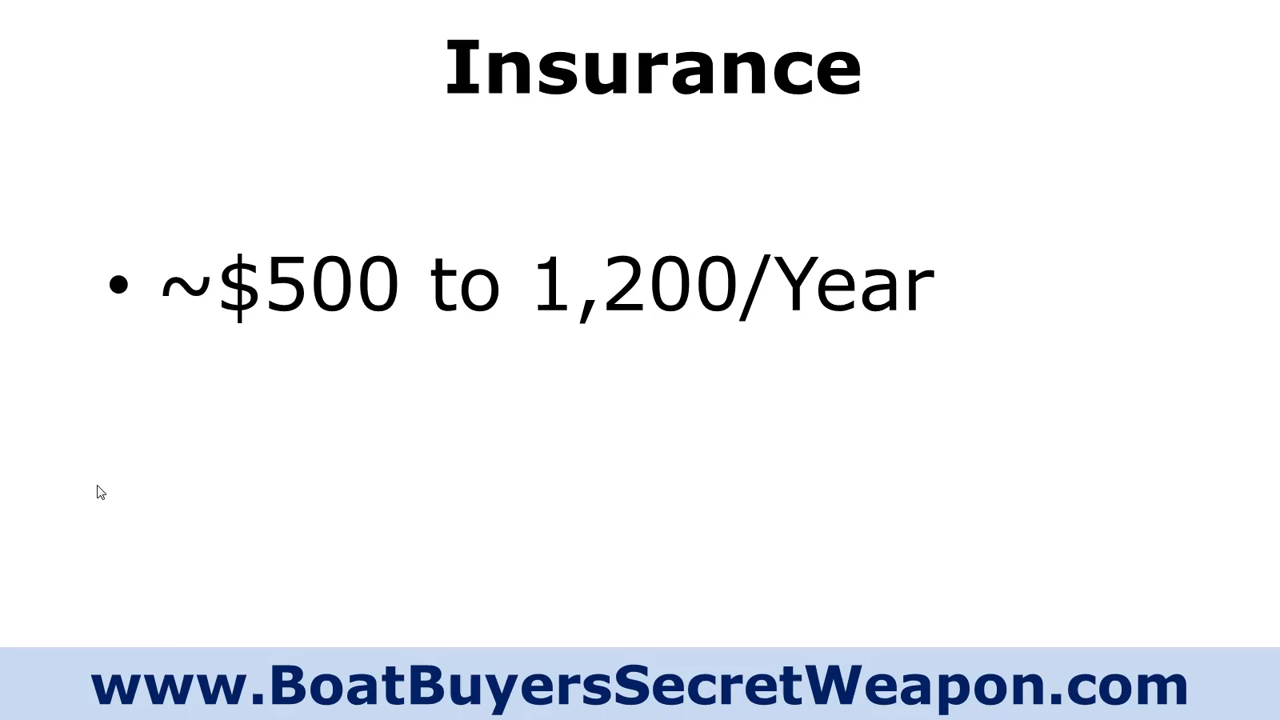 Insurance
• ~$500 to 1,200/Year
www.BoatBuyersSecretWeapon.com